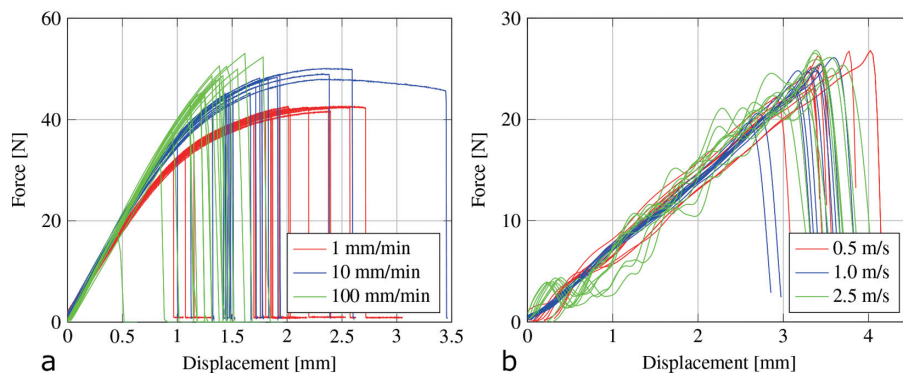 60
40
20
0
Force [N]
0 0.5 1 1.5 2 2.5 3 3.5
Displacement [mm]
1 mm/min
10 mm/min
100 mm/min
a
30
20
10
0
Force [N]
0 1 2 3 4
Displacement [mm]
0.5 m/s
1.0 m/s
2.5 m/s
b